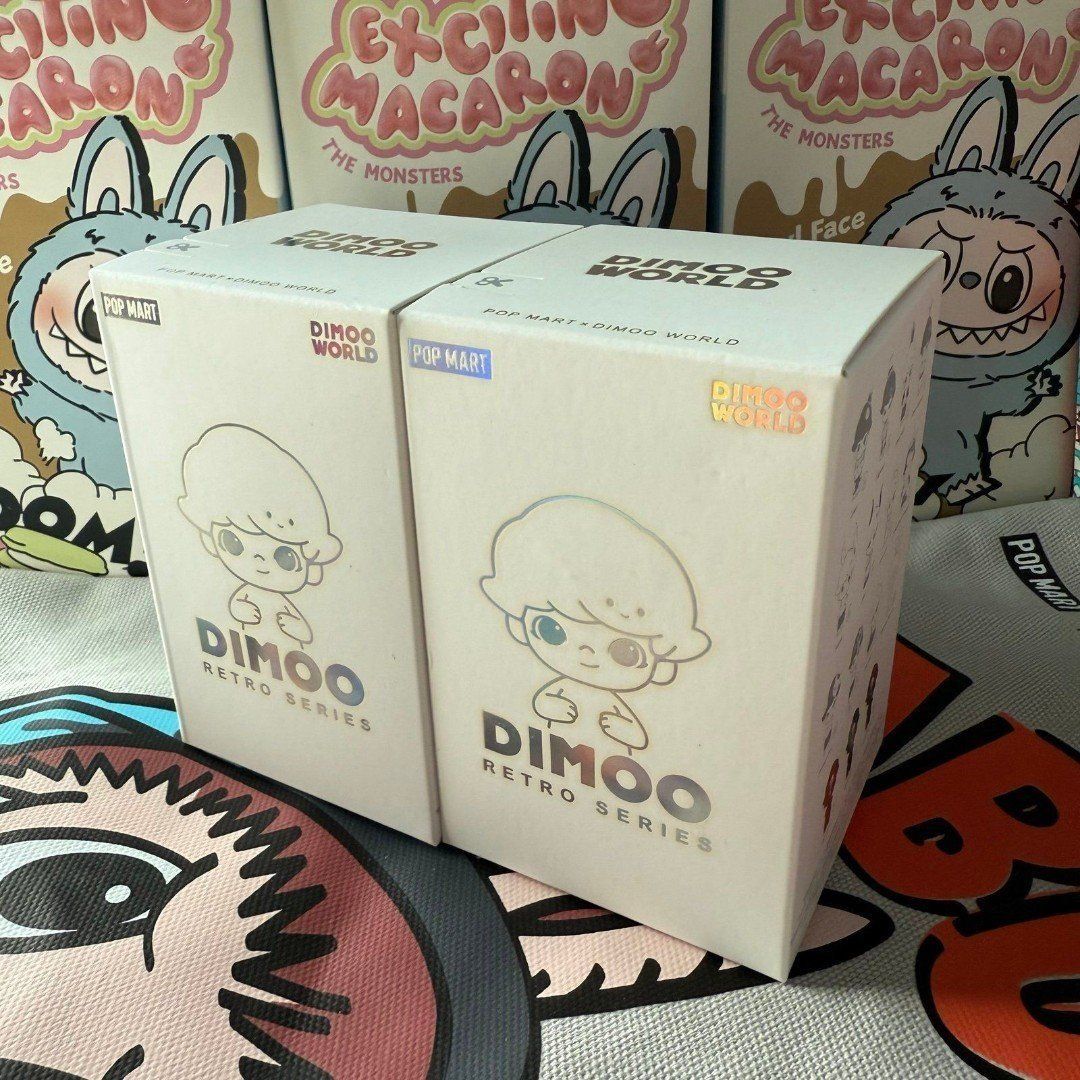 EXCITING
MACARON
THE MONSTERS
EXCITING
MACARON
THE MONSTERS
EXCITING
MACARON
THE MONSTERS
Face
DIMOO
WORLD
POP MART × DIMOO WORLD
POP MART
DIMOO
WORLD
DIMOO
RETRO SERIES
DIMOO
WORLD
POP MART × DIMOO WORLD
POP MART
DIMOO
WORLD
DIMOO
RETRO SERIES
POP MART